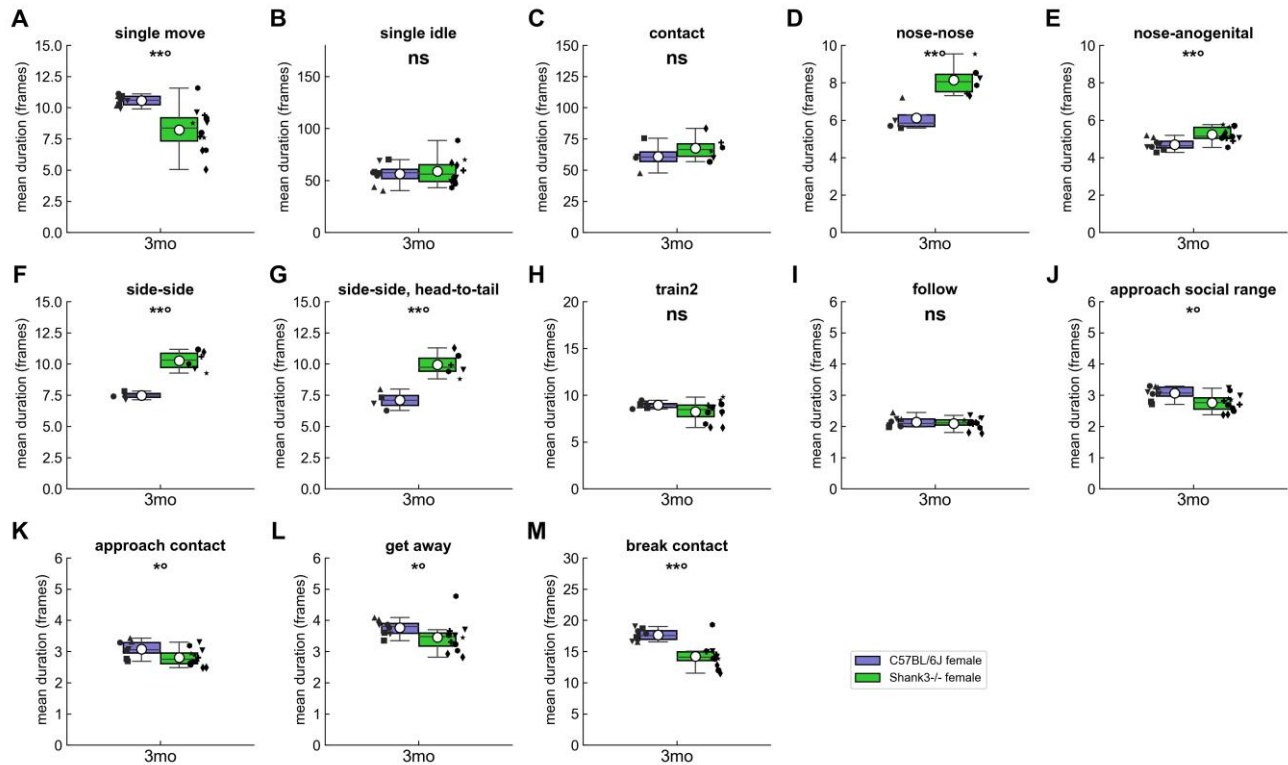 A
single move
**°
mean duration (frames)
15.0
12.5
10.0
7.5
5.0
2.5
0.0
3mo
B
single idle
ns
mean duration (frames)
150
100
50
0
3mo
C
contact
ns
mean duration (frames)
150
125
100
75
50
25
0
3mo
D
nose-nose
**°
mean duration (frames)
10
8
6
4
2
0
3mo
E
nose-anogenital
**°
mean duration (frames)
10
8
6
4
2
0
3mo
F
side-side
**°
mean duration (frames)
15.0
12.5
10.0
7.5
5.0
2.5
0.0
3mo
G
side-side, head-to-tail
**°
mean duration (frames)
15.0
12.5
10.0
7.5
5.0
2.5
0.0
3mo
H
train2
ns
mean duration (frames)
20
15
10
5
0
3mo
I
follow
ns
mean duration (frames)
6
5
4
3
2
1
0
3mo
J
approach social range
*°
mean duration (frames)
6
5
4
3
2
1
0
3mo
K
approach contact
*°
mean duration (frames)
6
5
4
3
2
1
0
3mo
L
get away
*°
mean duration (frames)
6
5
4
3
2
1
0
3mo
M
break contact
**°
mean duration (frames)
30
25
20
15
10
5
0
3mo
C57BL/6J female
Shank3-/- female